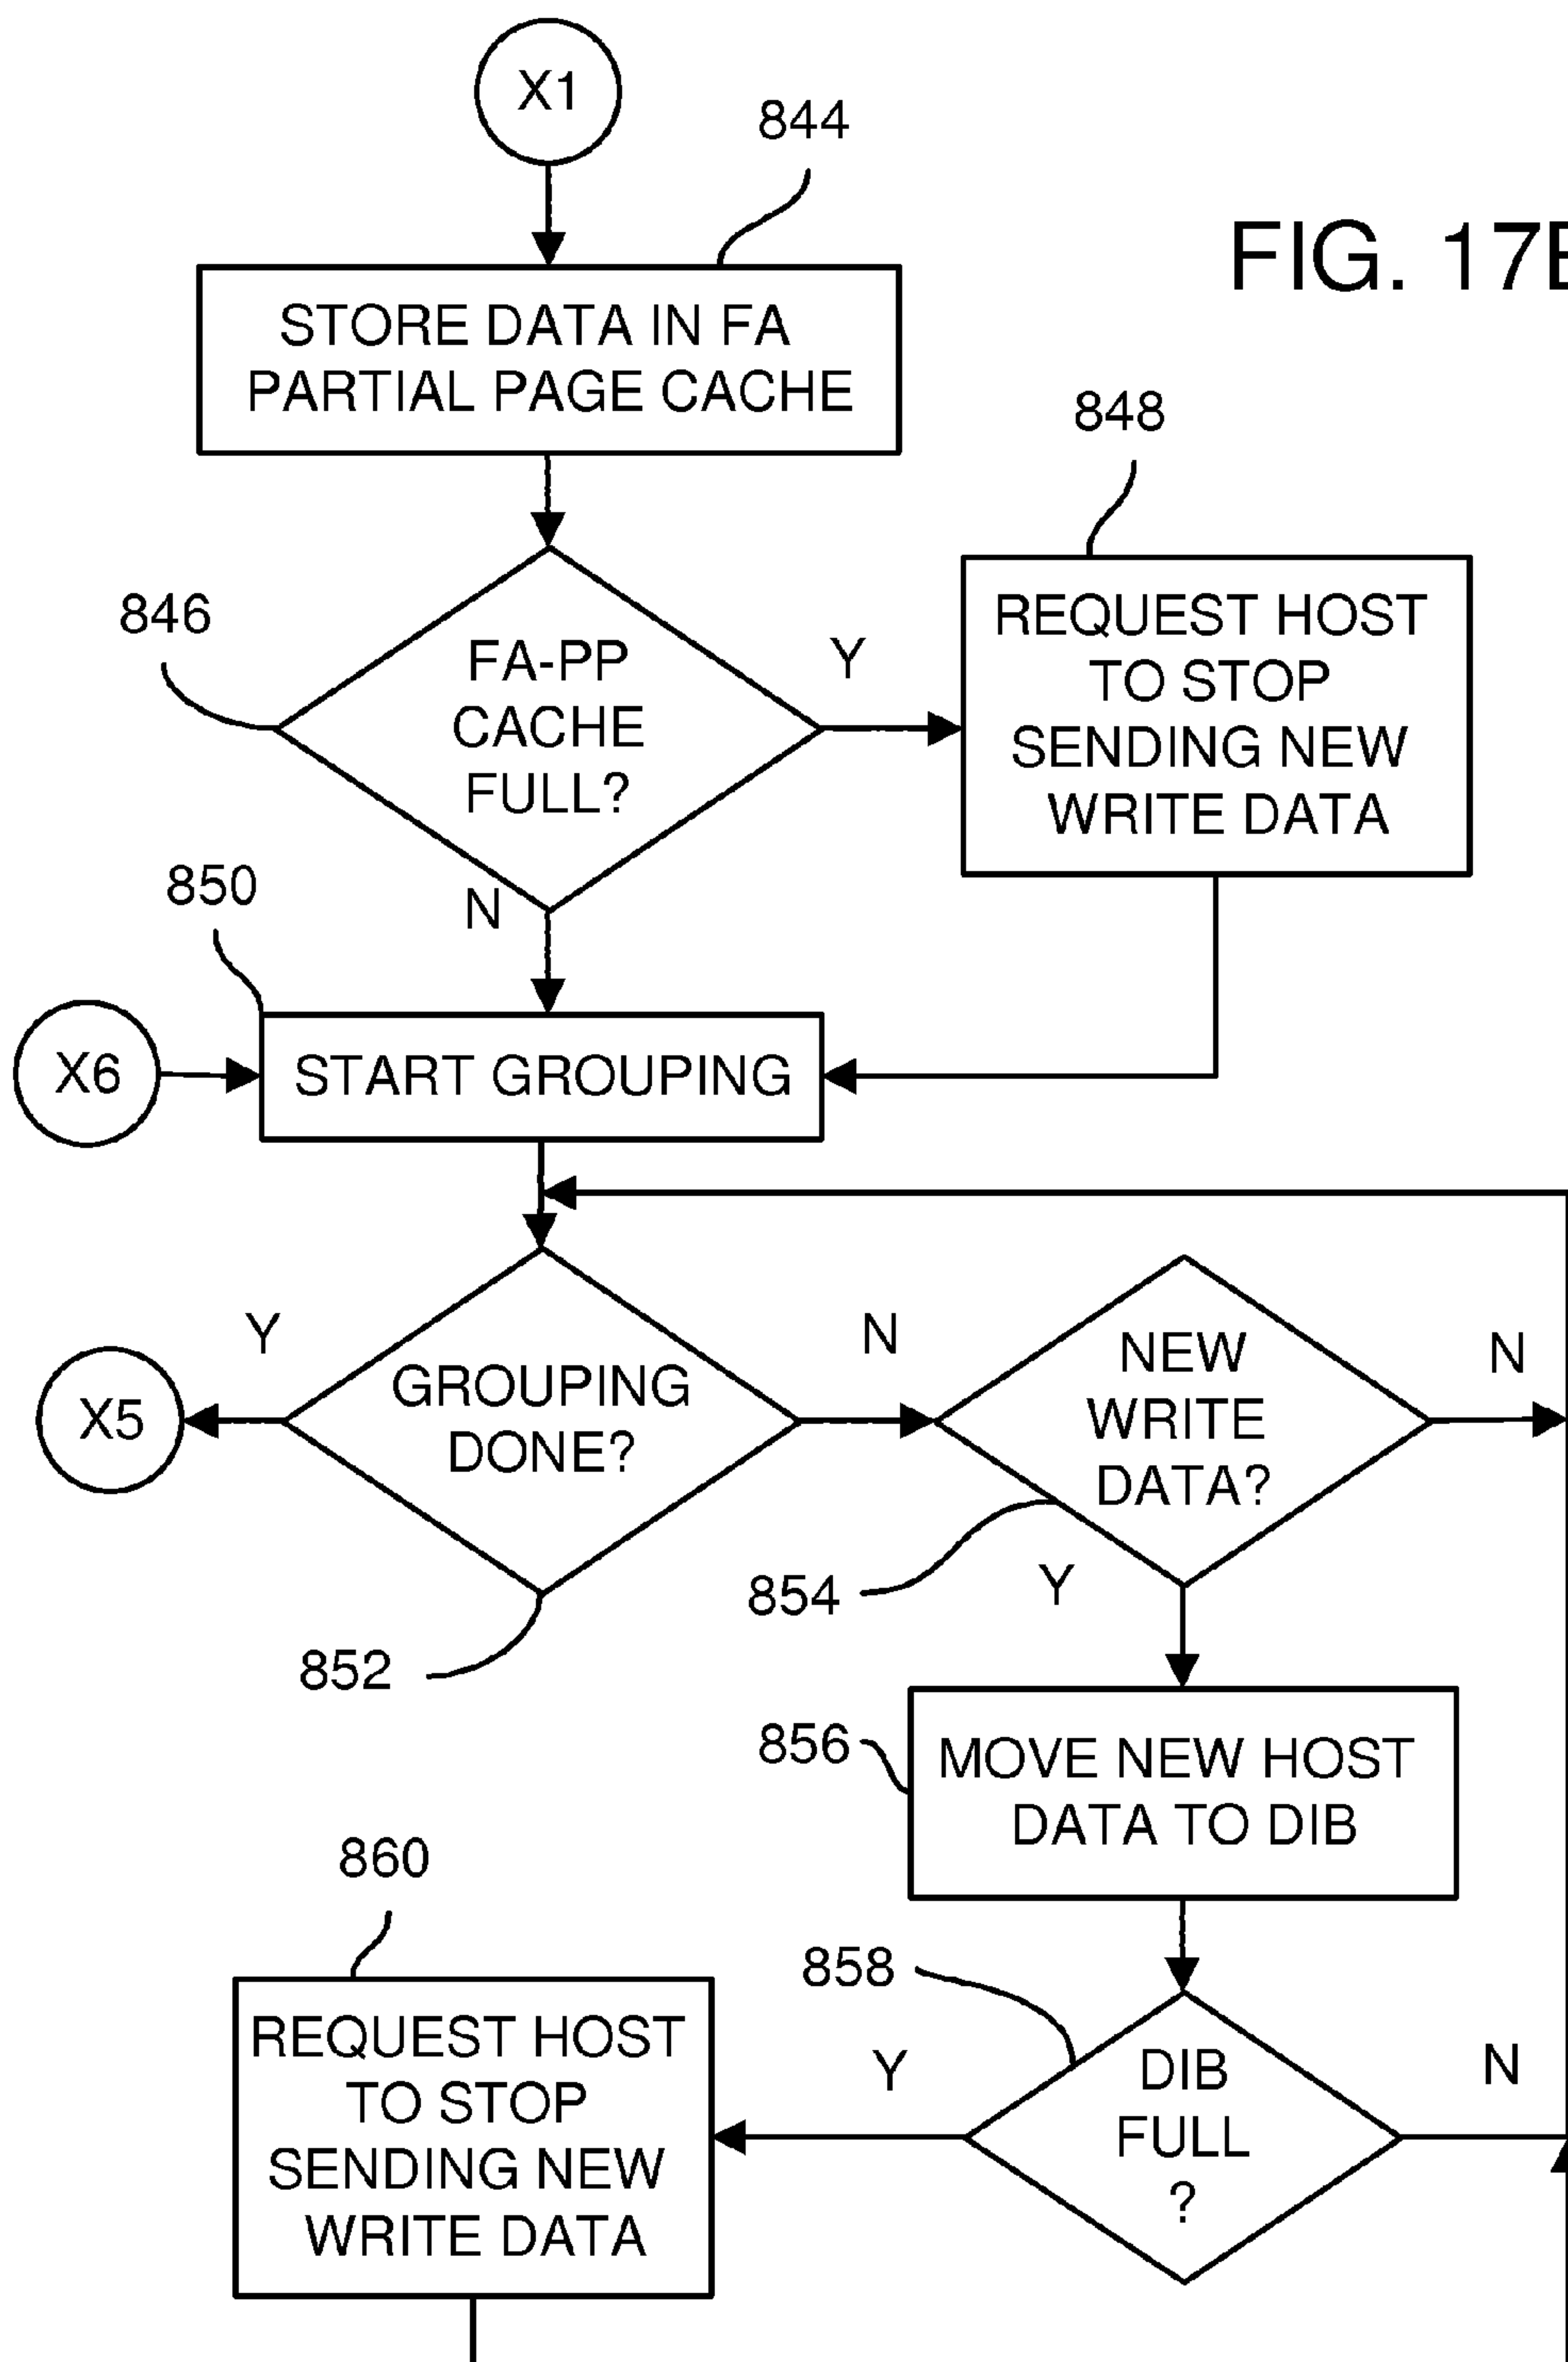 X1
844
FIG. 17B
STORE DATA IN FA
PARTIAL PAGE CACHE
848
846
FA-PP
CACHE
FULL?
Y
N
REQUEST HOST
TO STOP
SENDING NEW
WRITE DATA
850
X6
START GROUPING
Y
GROUPING
DONE?
N
X5
852
NEW
WRITE
DATA?
N
Y
854
856
MOVE NEW HOST
DATA TO DIB
858
DIB
FULL
?
Y
N
860
REQUEST HOST
TO STOP
SENDING NEW
WRITE DATA